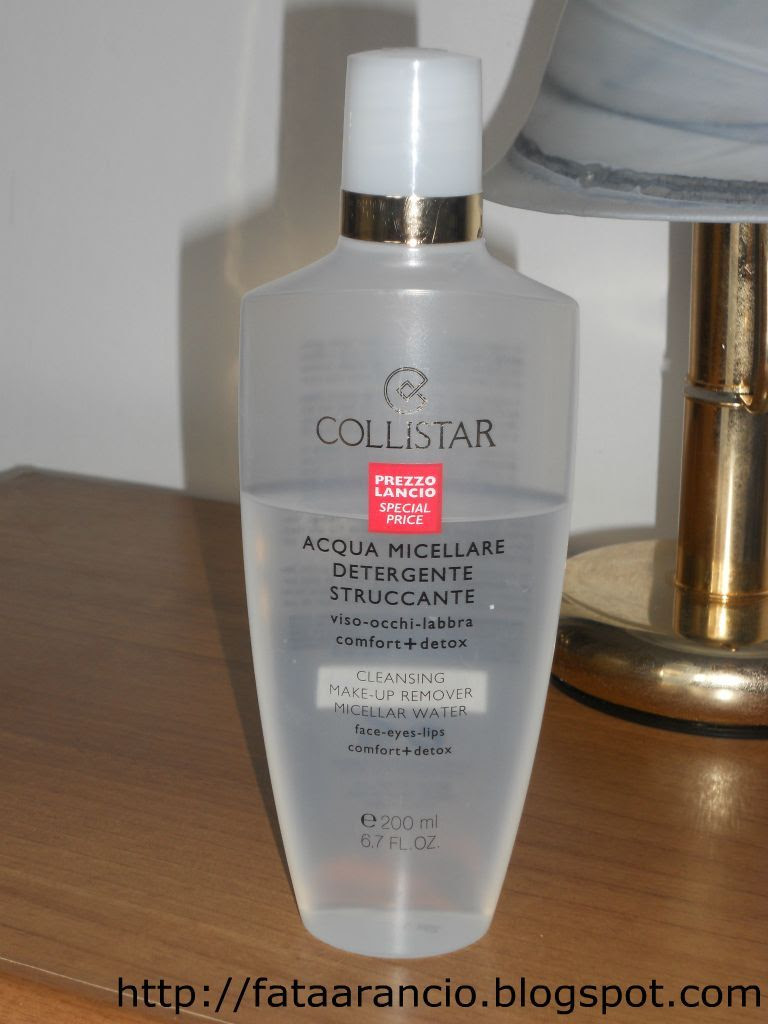 COLLISTAR
PREZZO
LANCIO
SPECIAL
PRICE
ACQUA MICELLARE
DETERGENTE
STRUCCANTE
viso-occhi-labbra
comfort+detox
CLEANSING
MAKE-UP REMOVER
MICELLAR WATER
face-eyes-lips
comfort+detox
e 200 ml
6.7 FL.OZ.
http://fataarancio.blogspot.com